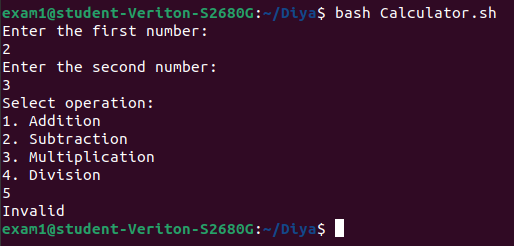 exam1@student-Veriton-S2680G:~/Diya$ bash Calculator.sh
Enter the first number:
2
Enter the second number:
3
Select operation:
1. Addition
2. Subtraction
3. Multiplication
4. Division
5
Invalid
exam1@student-Veriton-S2680G:~/Diya$